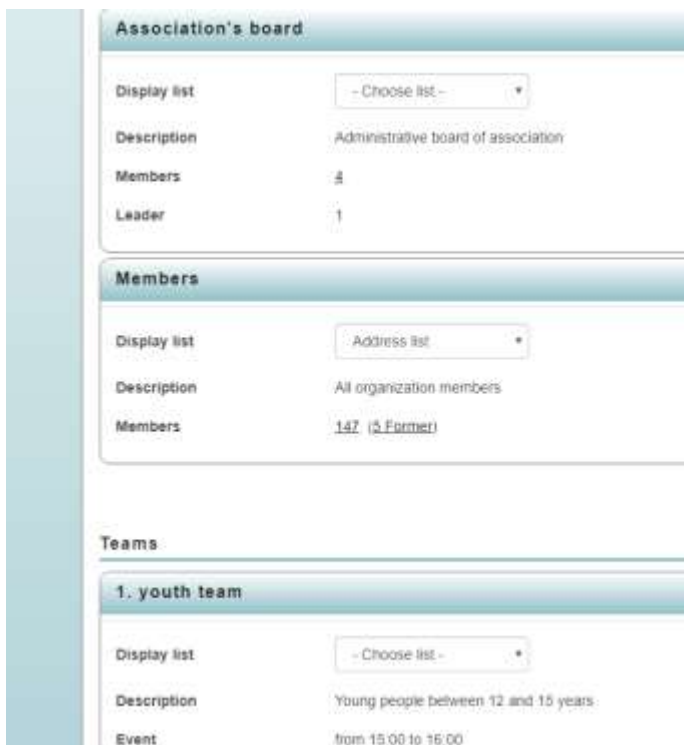 Association's board
Display list - Choose list -
Description Administrative board of association
Members 4
Leader 1
Members
Display list Address list
Description All organization members
Members 147 (5 Former)
Teams
1. youth team
Display list - Choose list -
Description Young people between 12 and 15 years
Event from 15:00 to 16:00